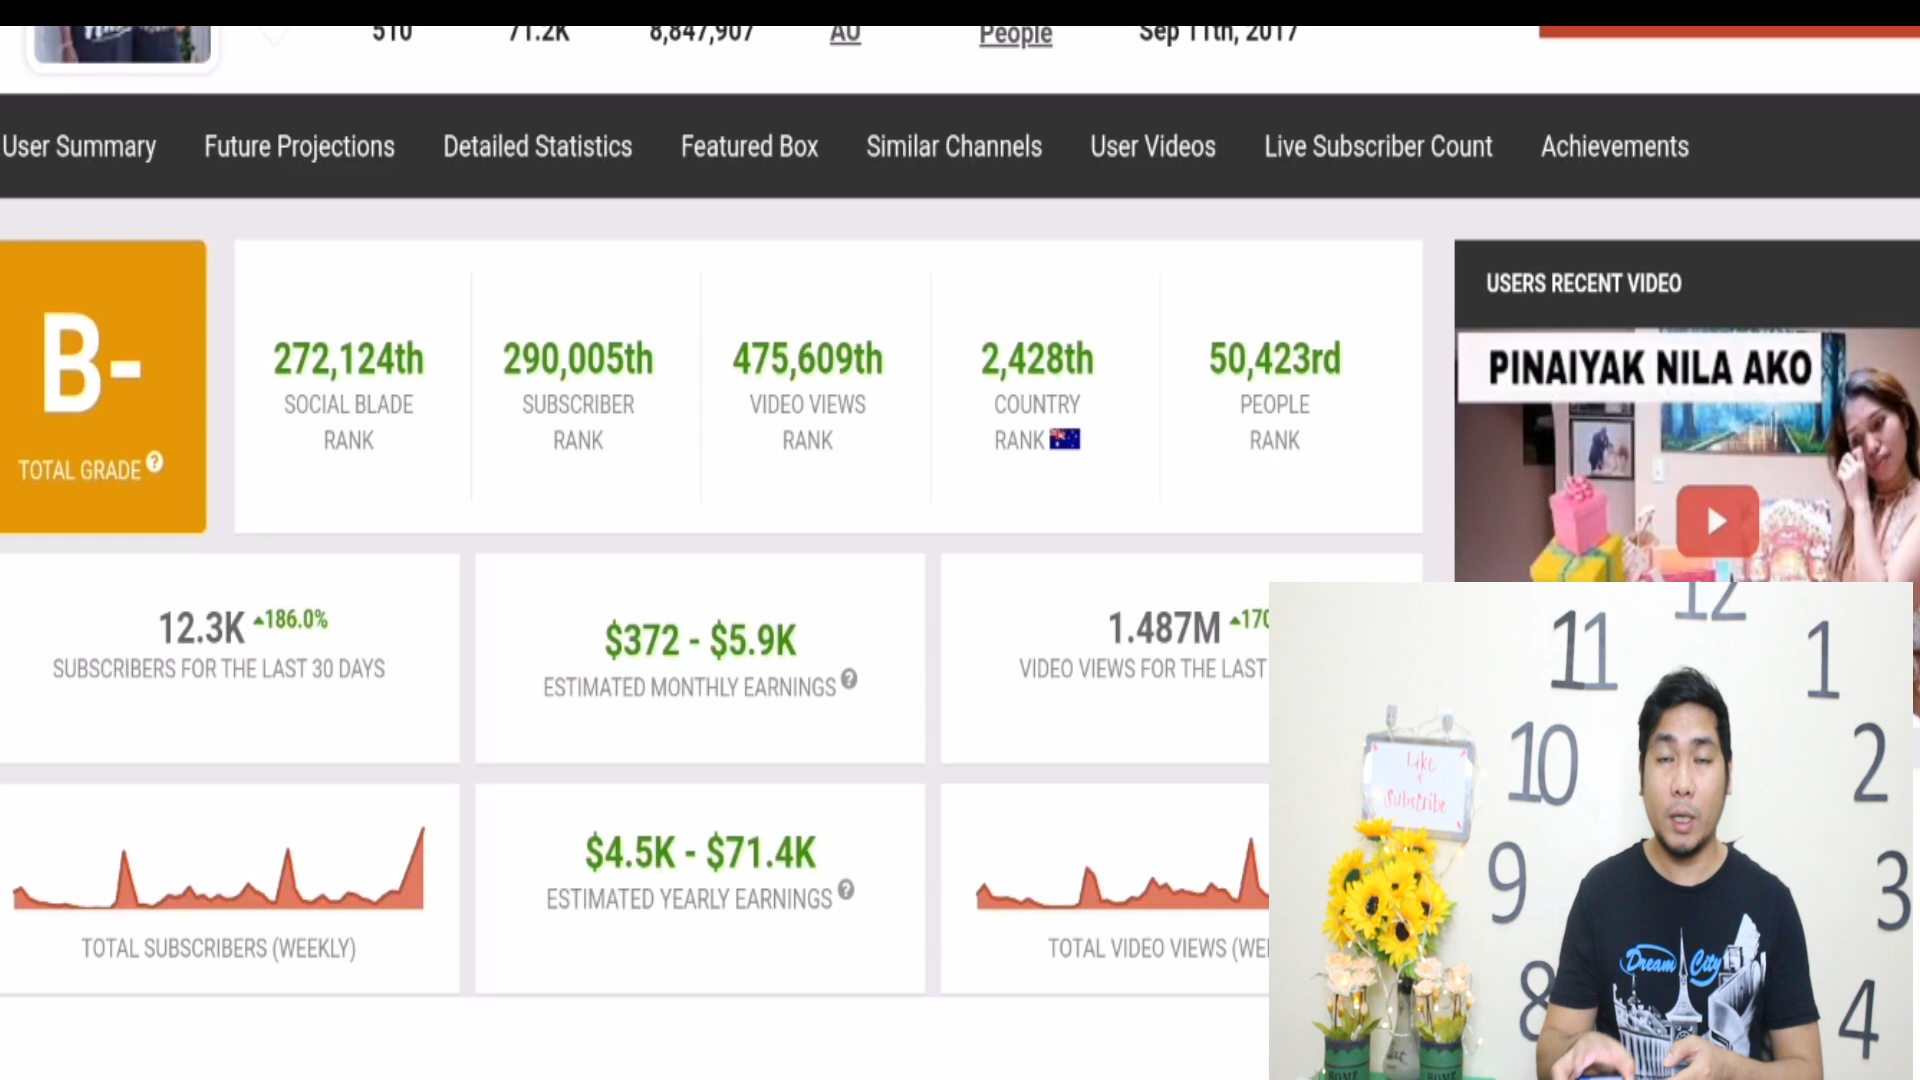 510 71.2K 8,847,907 AU People Sep 11th, 2017
User Summary Future Projections Detailed Statistics Featured Box Similar Channels User Videos Live Subscriber Count Achievements
B-
TOTAL GRADE ?
272,124th
SOCIAL BLADE
RANK
290,005th
SUBSCRIBER
RANK
475,609th
VIDEO VIEWS
RANK
2,428th
COUNTRY
RANK
50,423rd
PEOPLE
RANK
USERS RECENT VIDEO
PINAIYAK NILA AKO
12.3K 186.0%
SUBSCRIBERS FOR THE LAST 30 DAYS
$372 - $5.9K
ESTIMATED MONTHLY EARNINGS ?
1.487M 170
VIDEO VIEWS FOR THE LAST
TOTAL SUBSCRIBERS (WEEKLY)
$4.5K - $71.4K
ESTIMATED YEARLY EARNINGS ?
TOTAL VIDEO VIEWS (WE
11 12 1
10 2
9 3
8 4
Like
&
Subscribe
Dream City
HOME
HOME